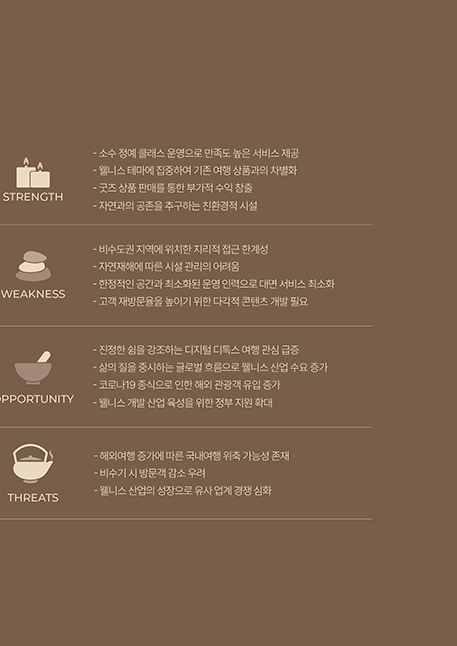 - 소수 정예 클래스 운영으로 만족도 높은 서비스 제공
- 웰니스 테마에 집중하여 기존 여행 상품과의 차별화
- 굿즈 상품 판매를 통한 부가적 수익 창출
- 자연과의 공존을 추구하는 친환경적 시설
STRENGTH
- 비수도권 지역에 위치한 지리적 접근 한계성
- 자연재해에 따른 시설 관리의 어려움
- 한정적인 공간과 최소화된 운영 인력으로 대면 서비스 최소화
- 고객 재방문율을 높이기 위한 다각적 콘텐츠 개발 필요
WEAKNESS
- 진정한 쉼을 강조하는 디지털 디톡스 여행 관심 급증
- 삶의 질을 중시하는 글로벌 흐름으로 웰니스 산업 수요 증가
- 코로나19 종식으로 인한 해외 관광객 유입 증가
- 웰니스 개발 산업 육성을 위한 정부 지원 확대
OPPORTUNITY
- 해외여행 증가에 따른 국내여행 위축 가능성 존재
- 비수기 시 방문객 감소 우려
- 웰니스 산업의 성장으로 유사 업계 경쟁 심화
THREATS